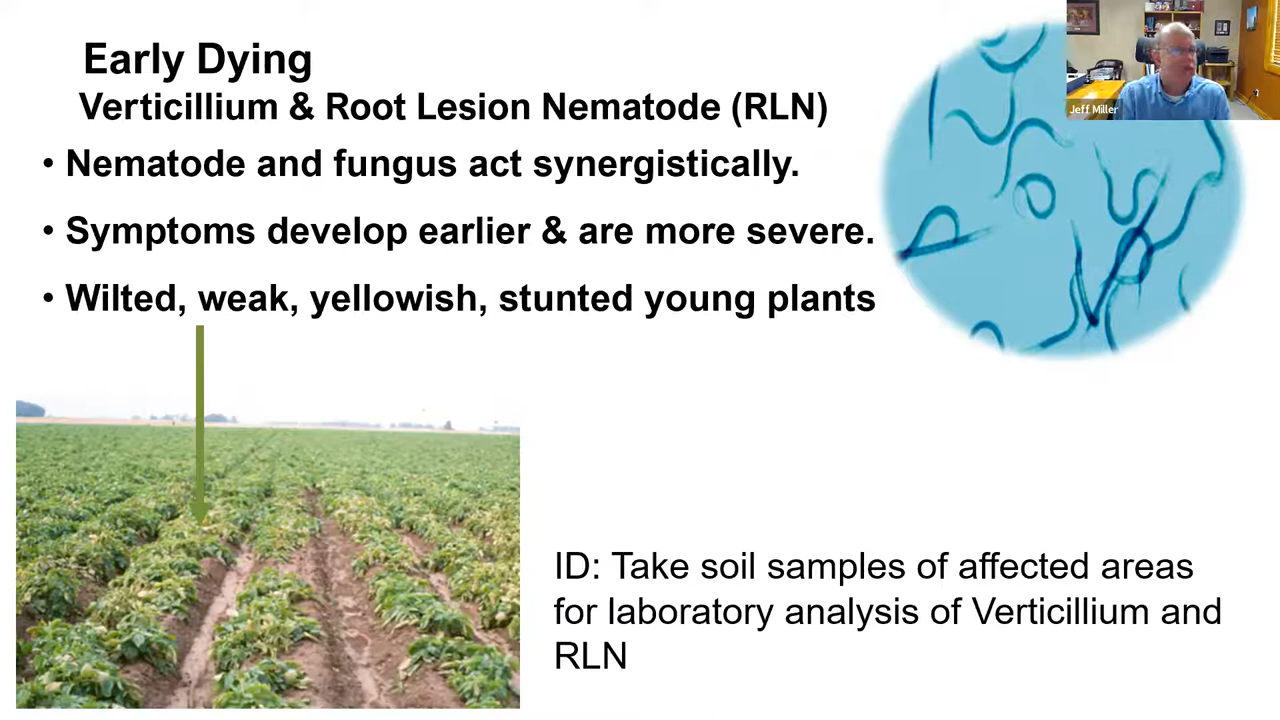 Early Dying
Verticillium & Root Lesion Nematode (RLN)
• Nematode and fungus act synergistically.
• Symptoms develop earlier & are more severe.
• Wilted, weak, yellowish, stunted young plants
ID: Take soil samples of affected areas
for laboratory analysis of Verticillium and
RLN
Jeff Miller